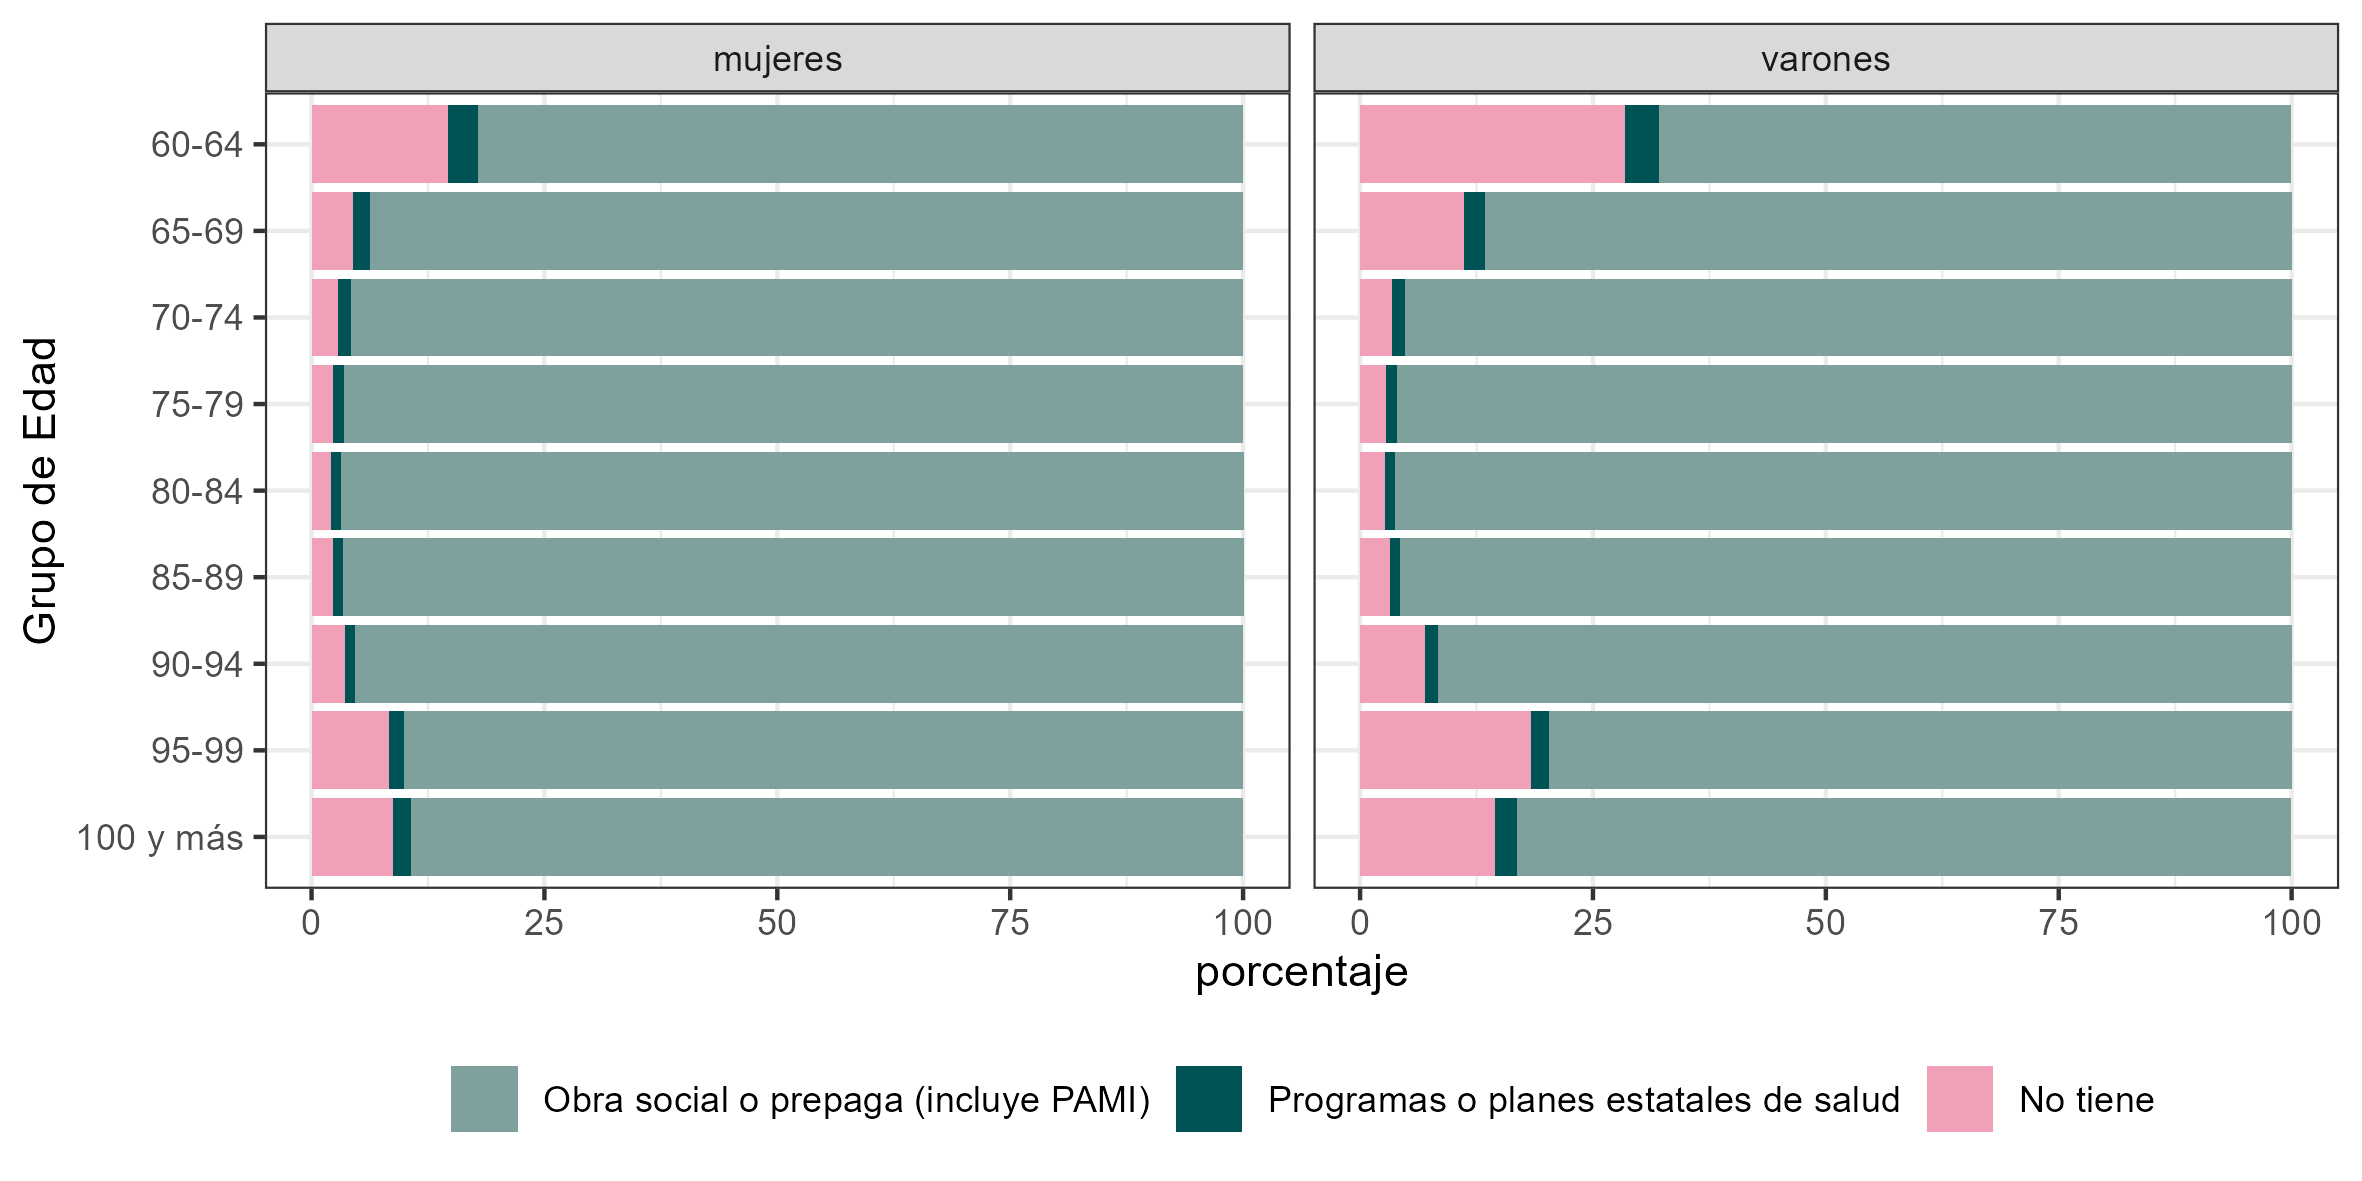 mujeres
varones
Grupo de Edad
60-64
65-69
70-74
75-79
80-84
85-89
90-94
95-99
100 y más
0 25 50 75 100
0 25 50 75 100
porcentaje
Obra social o prepaga (incluye PAMI)
Programas o planes estatales de salud
No tiene